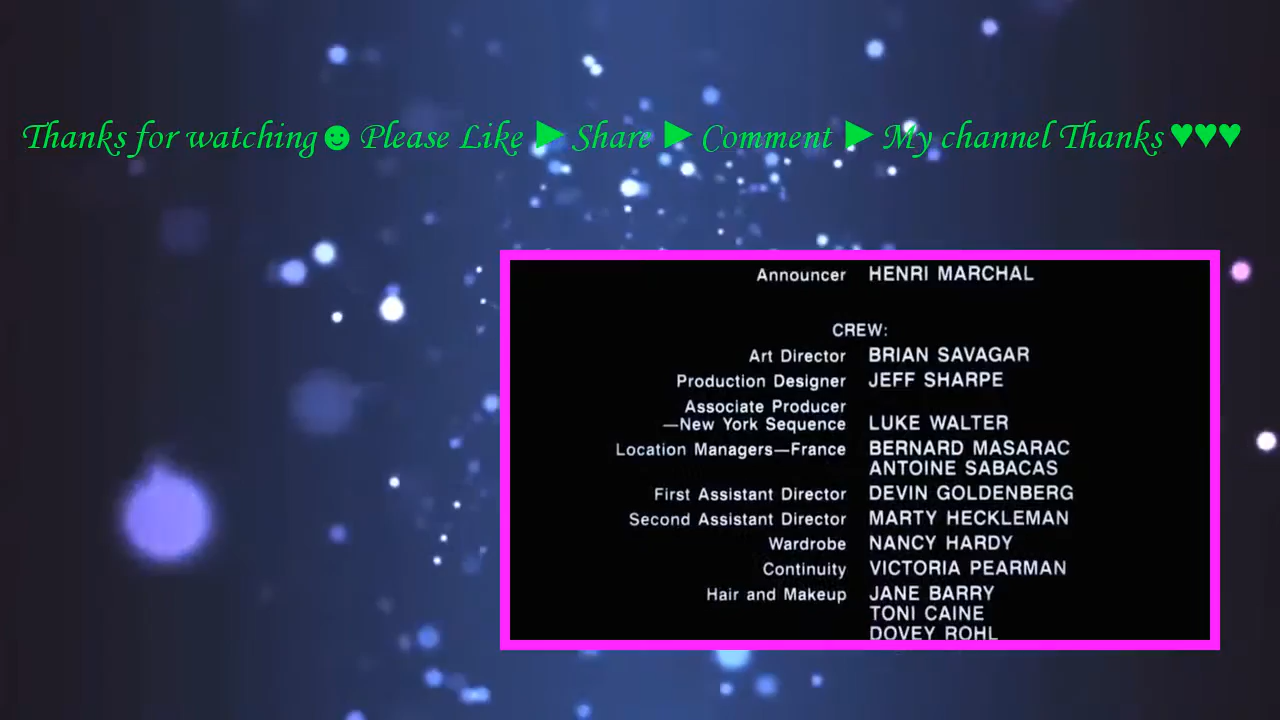 Thanks for watching☻Please Like ► Share ► Comment ► My channel Thanks♥♥♥
Announcer HENRI MARCHAL
CREW:
Art Director BRIAN SAVAGAR
Production Designer JEFF SHARPE
Associate Producer
—New York Sequence LUKE WALTER
Location Managers—France BERNARD MASARAC
ANTOINE SABACAS
First Assistant Director DEVIN GOLDENBERG
Second Assistant Director MARTY HECKLEMAN
Wardrobe NANCY HARDY
Continuity VICTORIA PEARMAN
Hair and Makeup JANE BARRY
TONI CAINE
DOVEY ROHL